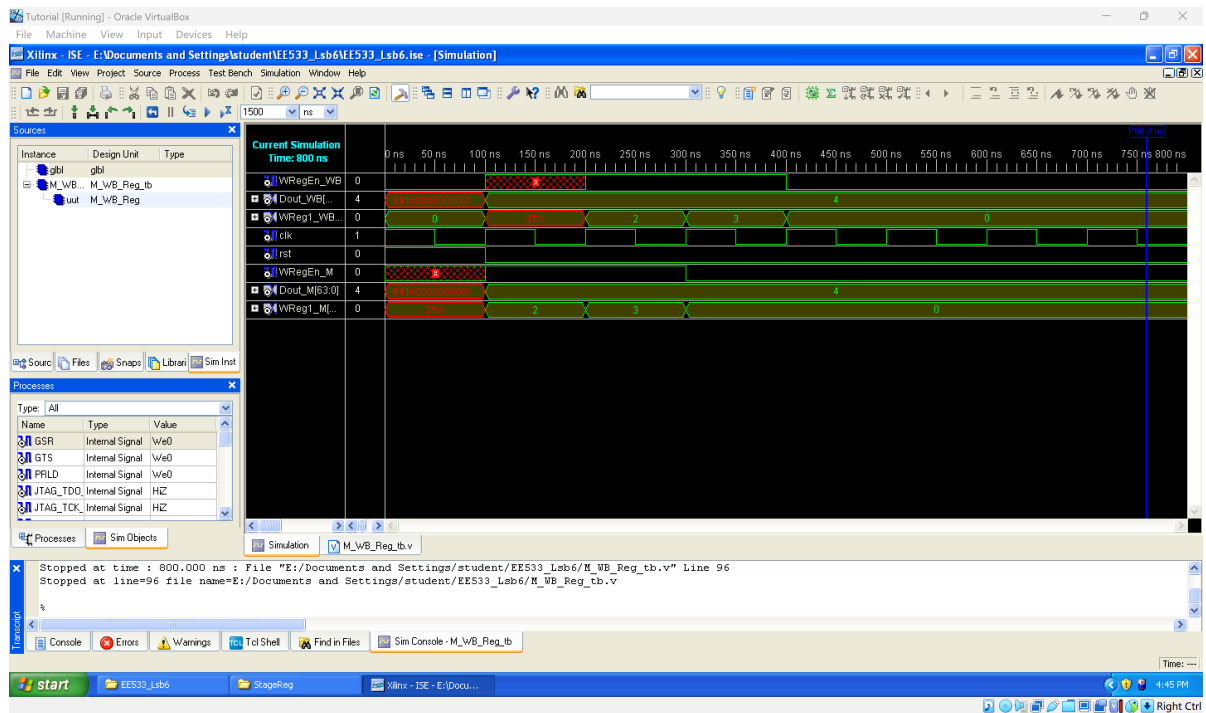 Tutorial [Running] - Oracle VirtualBox
File Machine View Input Devices Help
Xilinx - ISE - E:\Documents and Settings\student\EE533_Lsb6\EE533_Lsb6.ise - [Simulation]
File Edit View Project Source Process Test Bench Simulation Window Help
1500 ns
Sources
Instance Design Unit Type
glbl glbl
M_WB... M_WB_Reg_tb
uut M_WB_Reg
Sourc Files Snaps Librari Sim Inst
Processes
Type: All
Name Type Value
GSR Internal Signal We0
GTS Internal Signal We0
PRLD Internal Signal We0
JTAG_TDO_ Internal Signal HiZ
JTAG_TCK_ Internal Signal HiZ
Processes Sim Objects
Current Simulation
Time: 800 ns
0 ns 50 ns 100 ns 150 ns 200 ns 250 ns 300 ns 350 ns 400 ns 450 ns 500 ns 550 ns 600 ns 650 ns 700 ns 750 ns 800 ns
WRegEn_WB 0 X
Dout_WB[... 4 4
WReg1_WB... 0 0 2 3 0
clk 1
rst 0
WRegEn_M 0 X
Dout_M[63:0] 4 4
WReg1_M[... 0 2 3 0
Simulation M_WB_Reg_tb.v
Stopped at time : 800.000 ns : File "E:/Documents and Settings/student/EE533_Lsb6/M_WB_Reg_tb.v" Line 96
Stopped at line=96 file name=E:/Documents and Settings/student/EE533_Lsb6/M_WB_Reg_tb.v
%
Transcript
Console Errors Warnings TCL Tcl Shell Find in Files Sim Console - M_WB_Reg_tb
Time: ---
start EE533_Lsb6 StageReg Xilinx - ISE - E:\Docu... 4:45 PM
Right Ctrl